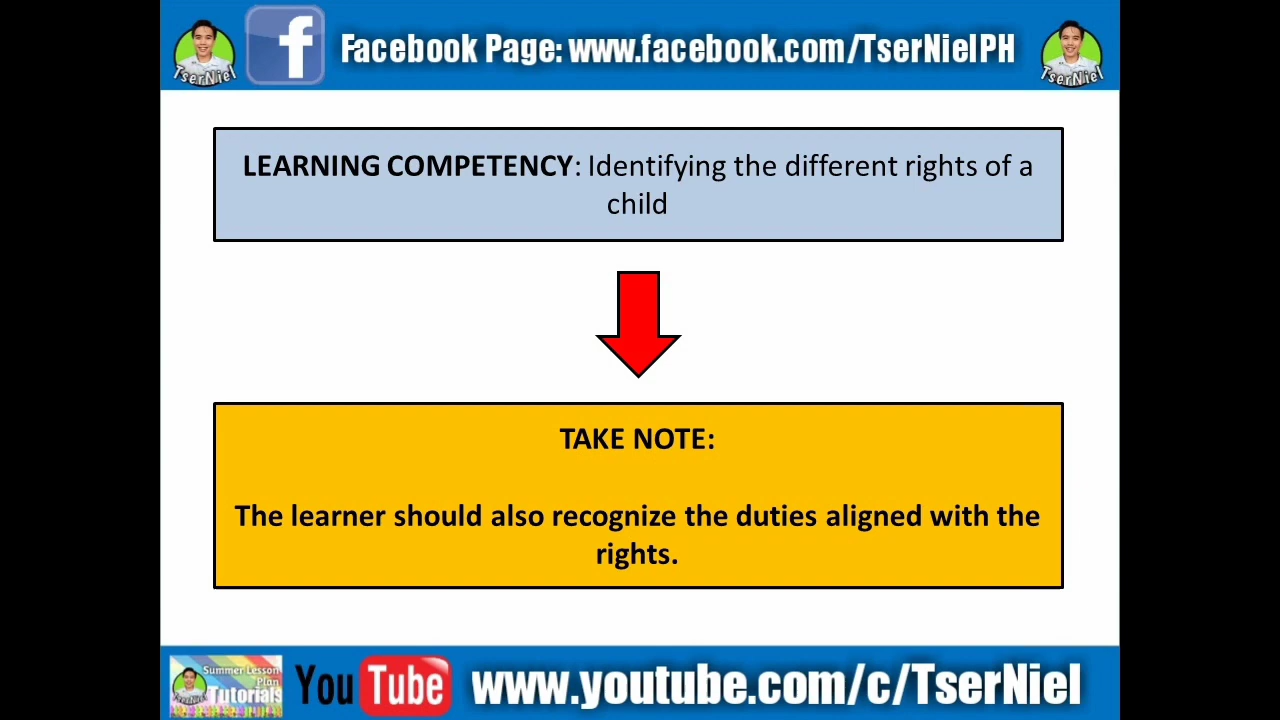 TserNiel
f
Facebook Page: www.facebook.com/TserNielPH
TserNiel
LEARNING COMPETENCY: Identifying the different rights of a
child
TAKE NOTE:
The learner should also recognize the duties aligned with the
rights.
Summer Lesson
Plan
Tutorials
You Tube
www.youtube.com/c/TserNiel